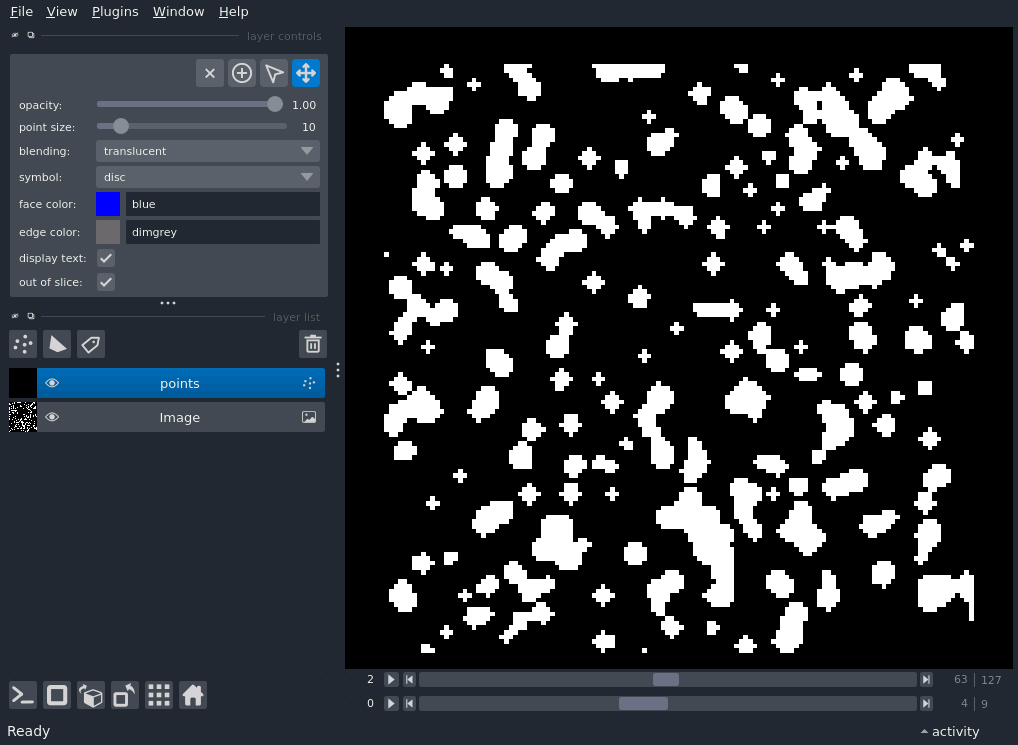 File View Plugins Window Help
layer controls
opacity: 1.00
point size: 10
blending: translucent
symbol: disc
face color: blue
edge color: dimgrey
display text:
out of slice:
layer list
points
Image
2 63 127
0 4 9
Ready activity